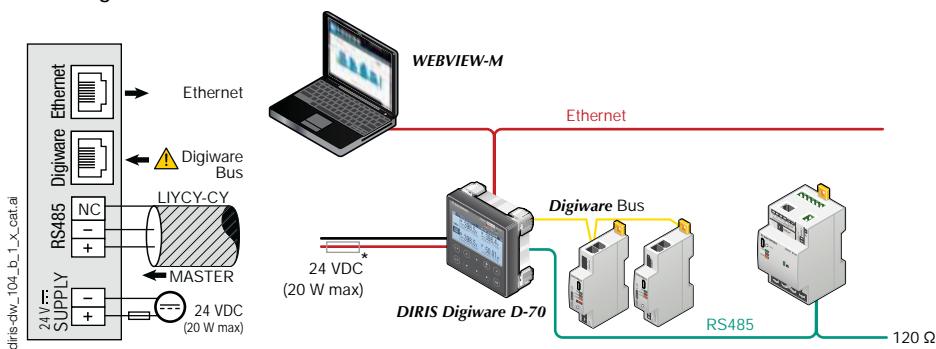 Ethernet
Ethernet
Digiware
Digiware
Bus
RS485
NC
–
+
LIYCY-CY
MASTER
24 V
SUPPLY
–
+
24 VDC
(20 W max)
diris-dw_104_b_1_x_cat.ai
WEBVIEW-M
Ethernet
Digiware Bus
*
24 VDC
(20 W max)
DIRIS Digiware D-70
RS485
120 Ω